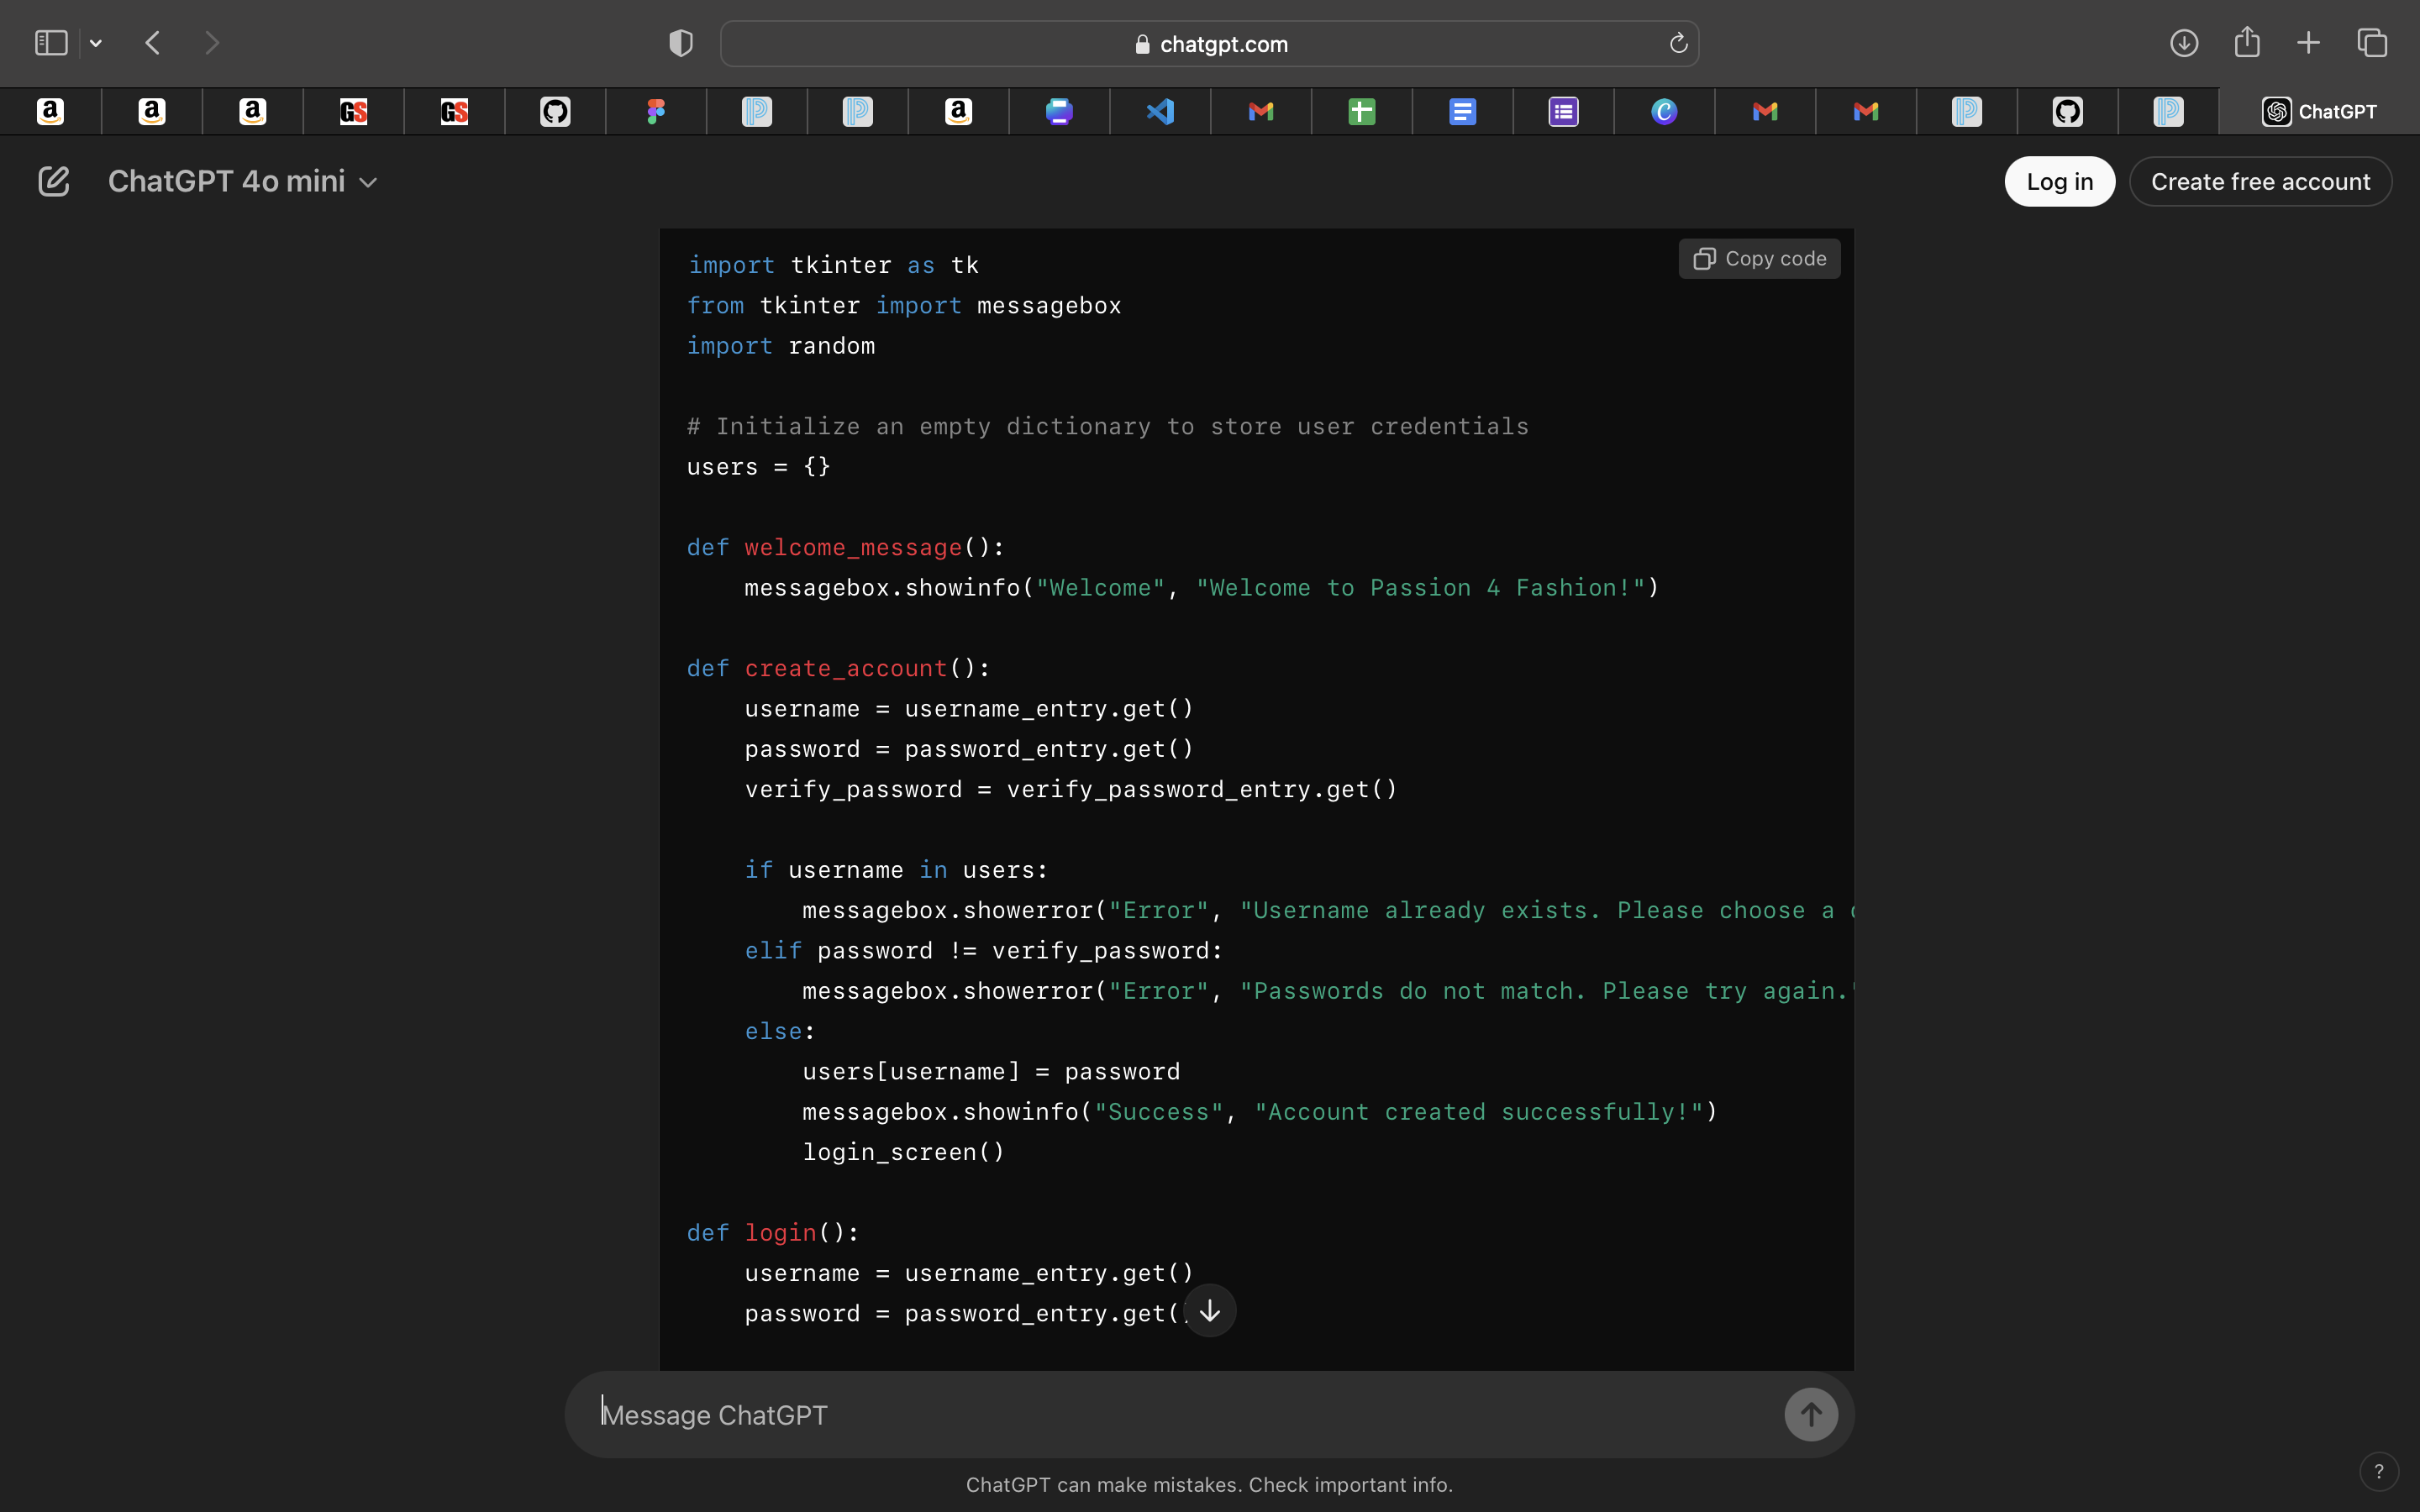 chatgpt.com
ChatGPT
ChatGPT 4o mini
Log in
Create free account
Copy code
import tkinter as tk
from tkinter import messagebox
import random
# Initialize an empty dictionary to store user credentials
users = {}
def welcome_message():
    messagebox.showinfo("Welcome", "Welcome to Passion 4 Fashion!")
def create_account():
    username = username_entry.get()
    password = password_entry.get()
    verify_password = verify_password_entry.get()
    if username in users:
        messagebox.showerror("Error", "Username already exists. Please choose a
    elif password != verify_password:
        messagebox.showerror("Error", "Passwords do not match. Please try again."
    else:
        users[username] = password
        messagebox.showinfo("Success", "Account created successfully!")
        login_screen()
def login():
    username = username_entry.get()
    password = password_entry.get()
Message ChatGPT
ChatGPT can make mistakes. Check important info.
?